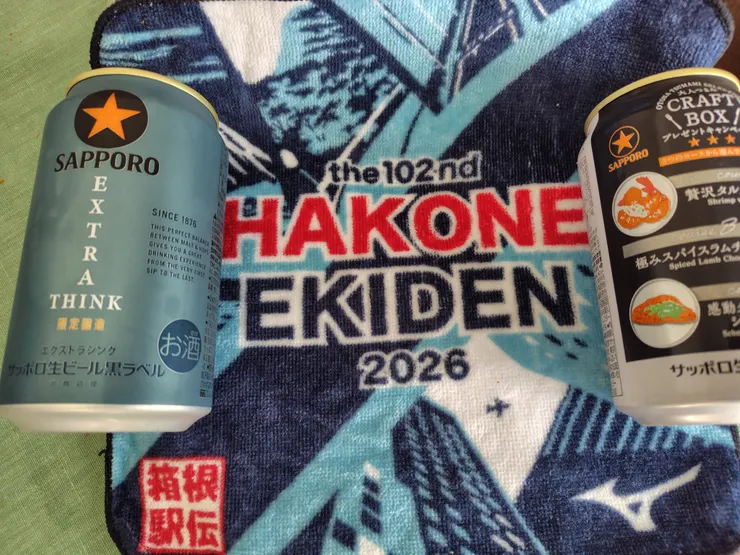 SAPPORO
EXTRA
THINK
限定醸造
SINCE 1876
THIS PERFECT BALANCE
BETWEEN MALT &
GIVES YOU A GREAT
DRINKING EXPERIENCE
FROM THE VERY FIRST
SIP TO THE LAST.
お酒
エクストラシンク
サッポロ生ビール黒ラベル
the 102nd
HAKONE
EKIDEN
2026
箱根
駅伝
CRAFT
BOX
プレゼントキャンペ
SAPPORO
贅沢タル
Shrimp
極みスパイスラムチ
Spiced Lamb Cho
感動
サッポロ生